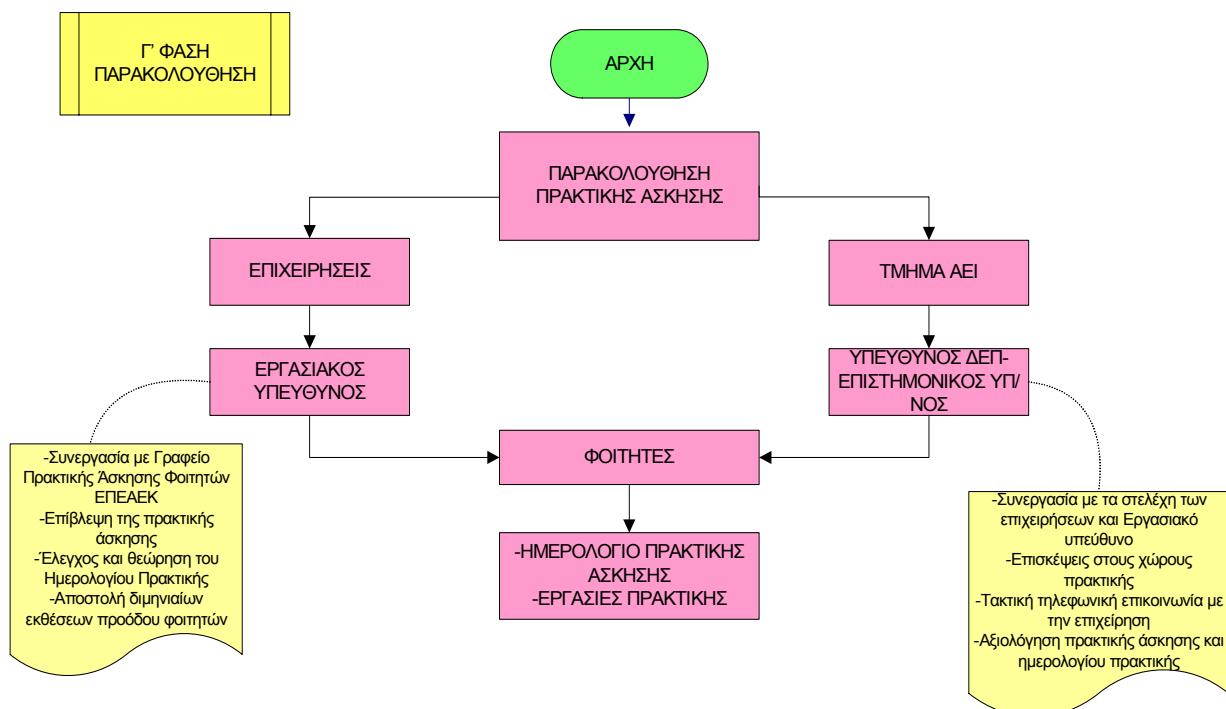 Γ' ΦΑΣΗ
ΠΑΡΑΚΟΛΟΥΘΗΣΗ
ΑΡΧΗ
ΠΑΡΑΚΟΛΟΥΘΗΣΗ
ΠΡΑΚΤΙΚΗΣ ΑΣΚΗΣΗΣ
ΕΠΙΧΕΙΡΗΣΕΙΣ
ΤΜΗΜΑ ΑΕΙ
ΕΡΓΑΣΙΑΚΟΣ
ΥΠΕΥΘΥΝΟΣ
ΥΠΕΥΘΥΝΟΣ ΔΕΠ-
ΕΠΙΣΤΗΜΟΝΙΚΟΣ ΥΠ/
ΝΟΣ
ΦΟΙΤΗΤΕΣ
-ΗΜΕΡΟΛΟΓΙΟ ΠΡΑΚΤΙΚΗΣ
ΑΣΚΗΣΗΣ
-ΕΡΓΑΣΙΕΣ ΠΡΑΚΤΙΚΗΣ
-Συνεργασία με Γραφείο
Πρακτικής Άσκησης Φοιτητών
ΕΠΕΑΕΚ
-Επίβλεψη της πρακτικής
άσκησης
-Έλεγχος και θεώρηση του
Ημερολογίου Πρακτικής
-Αποστολή διμηνιαίων
εκθέσεων προόδου φοιτητών
-Συνεργασία με τα στελέχη των
επιχειρήσεων και Εργασιακό
υπεύθυνο
-Επισκέψεις στους χώρους
πρακτικής
-Τακτική τηλεφωνική επικοινωνία με
την επιχείρηση
-Αξιολόγηση πρακτικής άσκησης και
ημερολογίου πρακτικής